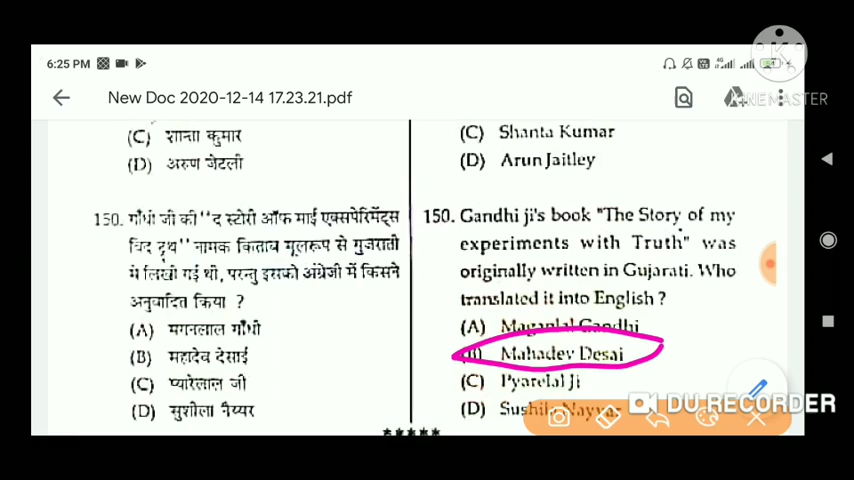 6:25 PM
KINEMASTER
New Doc 2020-12-14 17.23.21.pdf
(C) शान्ता कुमार
(D) अरुण जेटली
150. गाँधी जी की "द स्टोरी ऑफ माई एक्सपेरिमेंट्स
विद ट्रुथ" नामक किताब मूलरूप से गुजराती
में लिखी गई थी, परन्तु इसको अंग्रेजी में किसने
अनुवादित किया ?
(A) मगनलाल गाँधी
(B) महादेव देसाई
(C) प्यारेलाल जी
(D) सुशीला नैय्यर
(C) Shanta Kumar
(D) Arun Jaitley
150. Gandhi ji's book "The Story of my
experiments with Truth" was
originally written in Gujarati. Who
translated it into English ?
(A) Maganlal Gandhi
(B) Mahadev Desai
(C) Pyarelal Ji
(D) Sushila Nayyar
*****
DU RECORDER